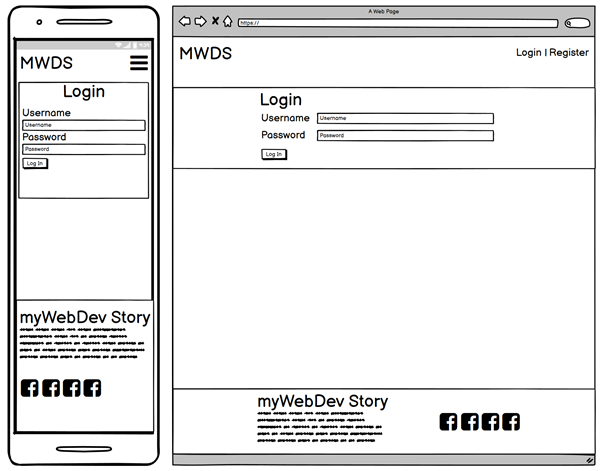 MWDS
Login
Username
Username
Password
Password
Log In
myWebDev Story
A Web Page
https://
MWDS
Login | Register
Login
Username
Username
Password
Password
Log In
myWebDev Story